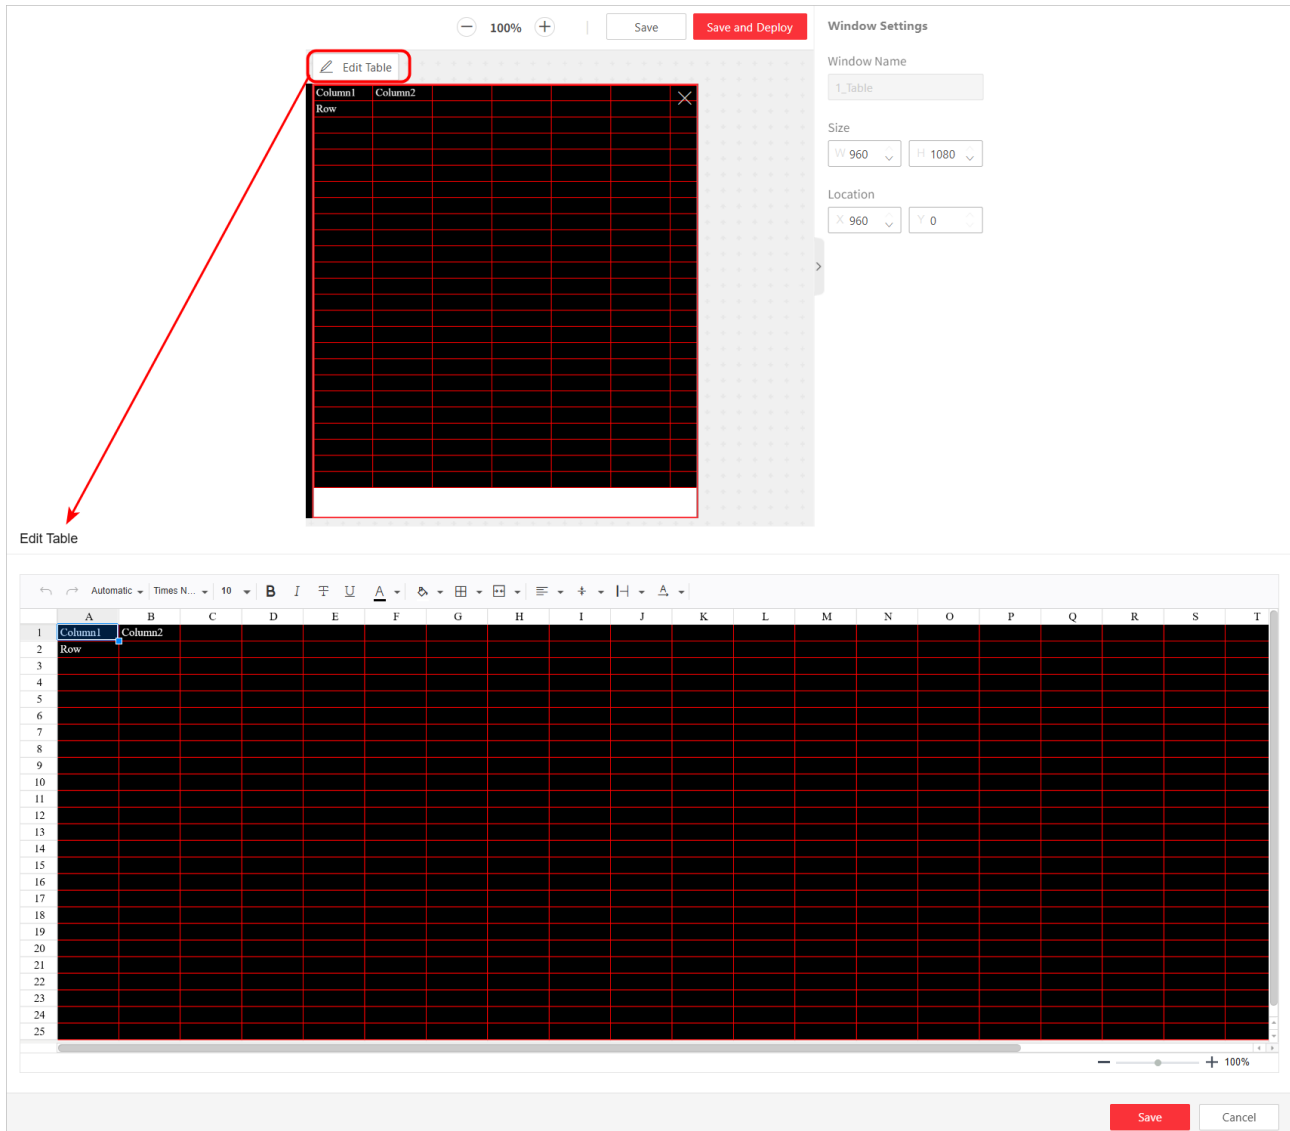 100%
Save
Save and Deploy
Window Settings
Edit Table
Window Name
1_Table
Column1 Column2
Row
Size
W 960 H 1080
Location
X 960 Y 0
Edit Table
Automatic Times N... 10 B I T U A A
A B C D E F G H I J K L M N O P Q R S T
1 Column1 Column2
2 Row
3
4
5
6
7
8
9
10
11
12
13
14
15
16
17
18
19
20
21
22
23
24
25
100%
Save Cancel